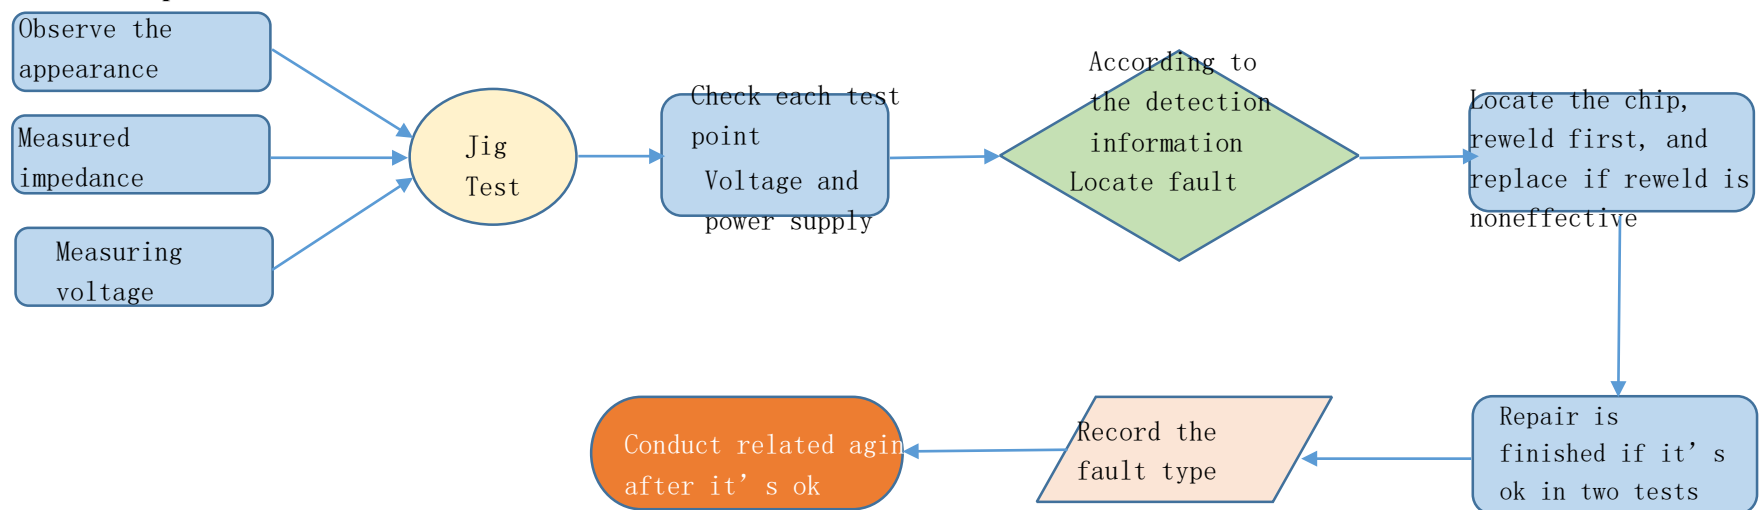 Observe the
appearance
Measured
impedance
Measuring
voltage
Jig
Test
Check each test
point
Voltage and
power supply
According to
the detection
information
Locate fault
Locate the chip,
reweld first, and
replace if reweld is
noneffective
Repair is
finished if it’s
ok in two tests
Record the
fault type
Conduct related agin
after it’s ok